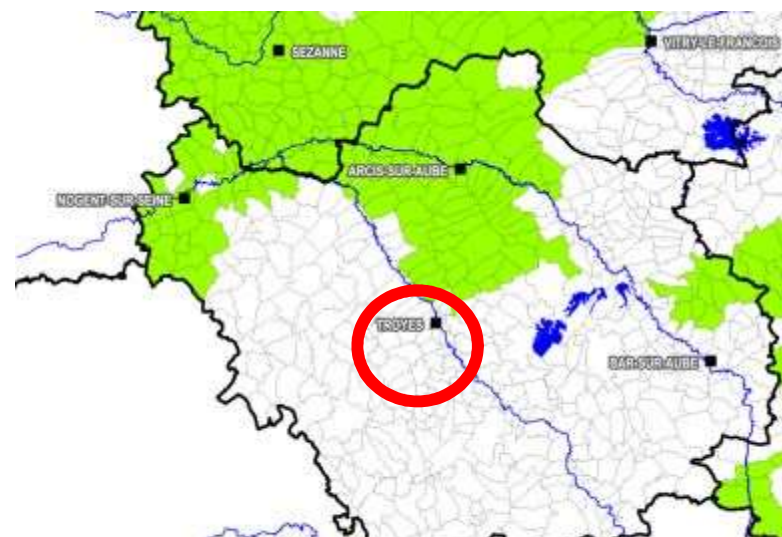 SEZANNE
VITRY-LE-FRANCOIS
ARCIS-SUR-AUBE
NOGENT-SUR-SEINE
TROYES
BAR-SUR-AUBE